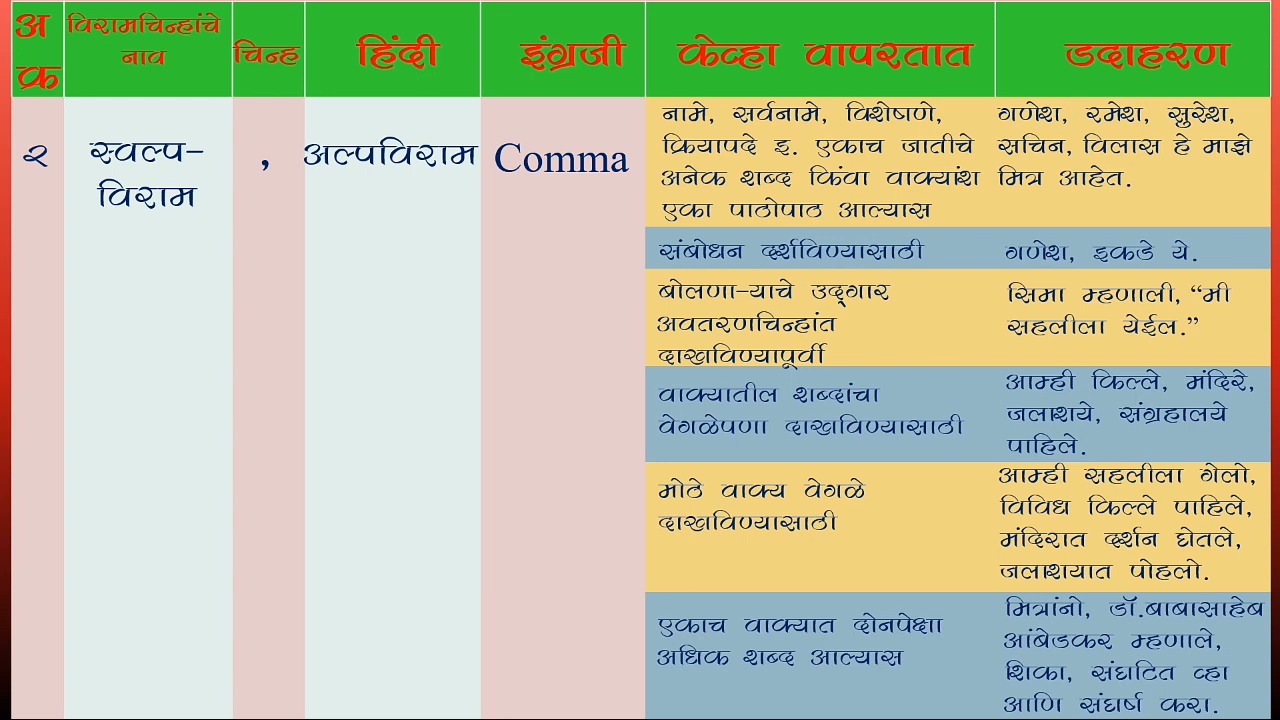 अ क्र विरामचिन्हांचे नाव चिन्ह हिंदी इंग्रजी केव्हा वापरतात उदाहरण
२ स्वल्प-विराम , अल्पविराम Comma
नामे, सर्वनामे, विशेषणे,
क्रियापदे इ. एकाच जातीचे
अनेक शब्द किंवा वाक्यांश
एका पाठोपाठ आल्यास
गणेश, रमेश, सुरेश,
सचिन, विलास हे माझे
मित्र आहेत.
संबोधन दर्शविण्यासाठी
गणेश, इकडे ये.
बोलणा-याचे उद्‌गार
अवतरणचिन्हांत
दाखविण्यापूर्वी
सिमा म्हणाली, “मी
सहलीला येईल.”
वाक्यातील शब्दांचा
वेगळेपणा दाखविण्यासाठी
आम्ही किल्ले, मंदिरे,
जलाशये, संग्रहालये
पाहिले.
मोठे वाक्य वेगळे
दाखविण्यासाठी
आम्ही सहलीला गेलो,
विविध किल्ले पाहिले,
मंदिरात दर्शन घेतले,
जलाशयात पोहलो.
एकाच वाक्यात दोनपेक्षा
अधिक शब्द आल्यास
मित्रांनो, डॉ.बाबासाहेब
आंबेडकर म्हणाले,
शिका, संघटित व्हा
आणि संघर्ष करा.